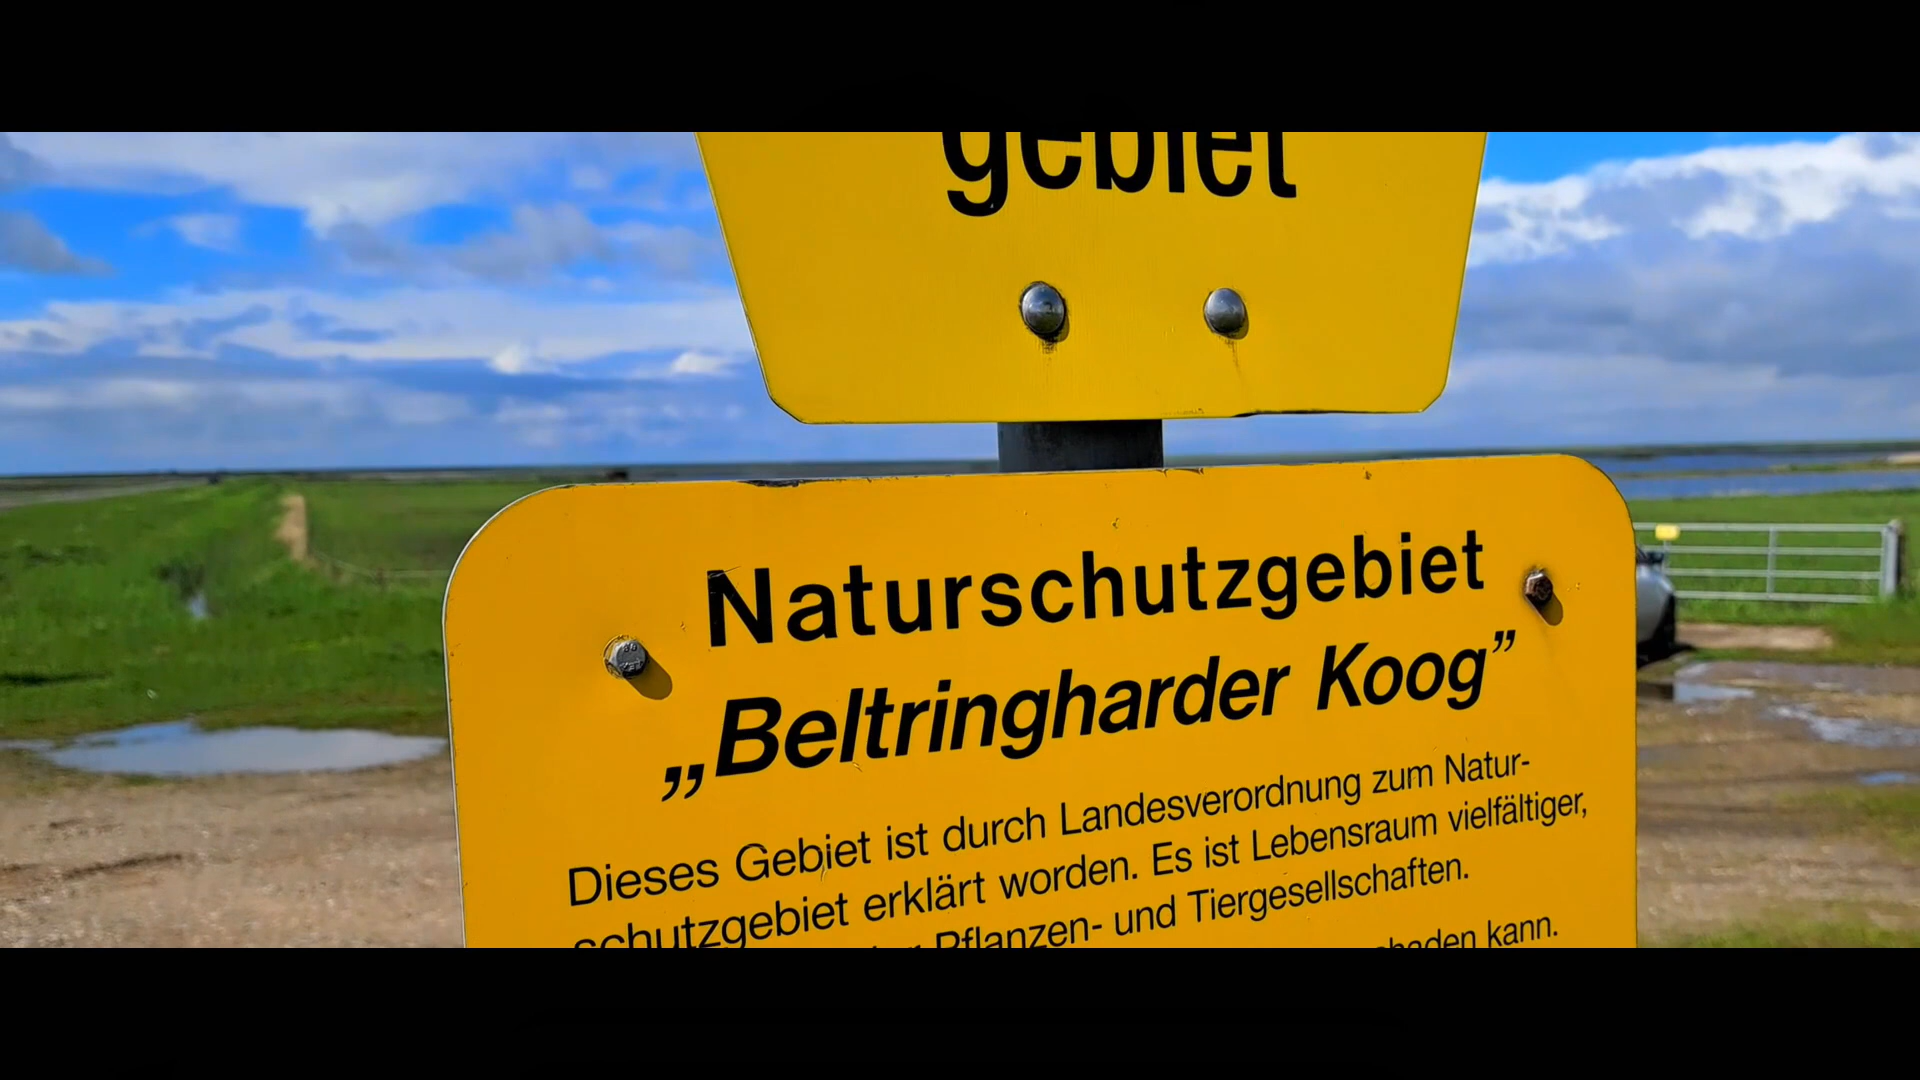 gebiet
Naturschutzgebiet
„Beltringharder Koog”
Dieses Gebiet ist durch Landesverordnung zum Natur-
schutzgebiet erklärt worden. Es ist Lebensraum vielfältiger,
Pflanzen- und Tiergesellschaften.
schaden kann.